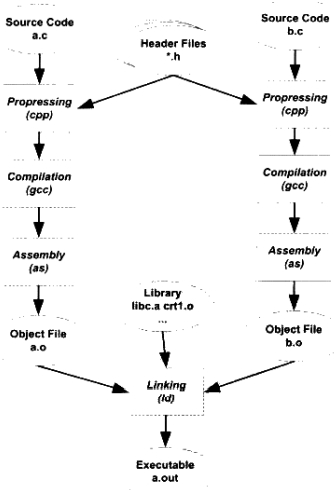 Source Code
a.c
Header Files
*.h
Source Code
b.c
Propressing
(cpp)
Propressing
(cpp)
Compilation
(gcc)
Compilation
(gcc)
Assembly
(as)
Assembly
(as)
Library
libc.a crt1.o
...
Object File
a.o
Object File
b.o
Linking
(ld)
Executable
a.out